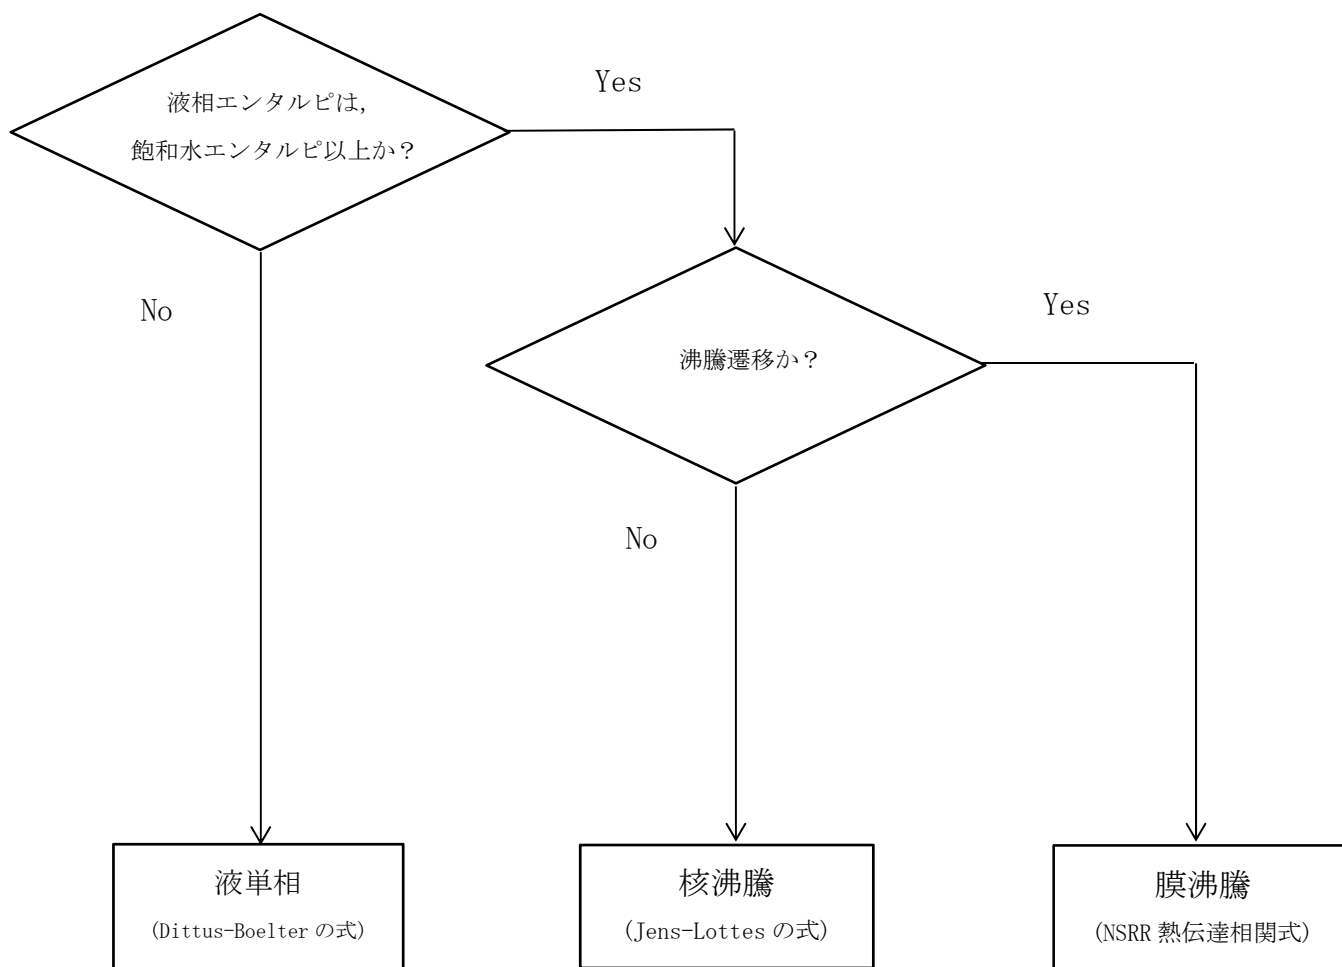 液相エンタルピは,
飽和水エンタルピ以上か？
Yes
No
沸騰遷移か？
Yes
No
液単相
(Dittus-Boelter の式)
核沸騰
(Jens-Lottes の式)
膜沸騰
(NSRR 熱伝達相関式)